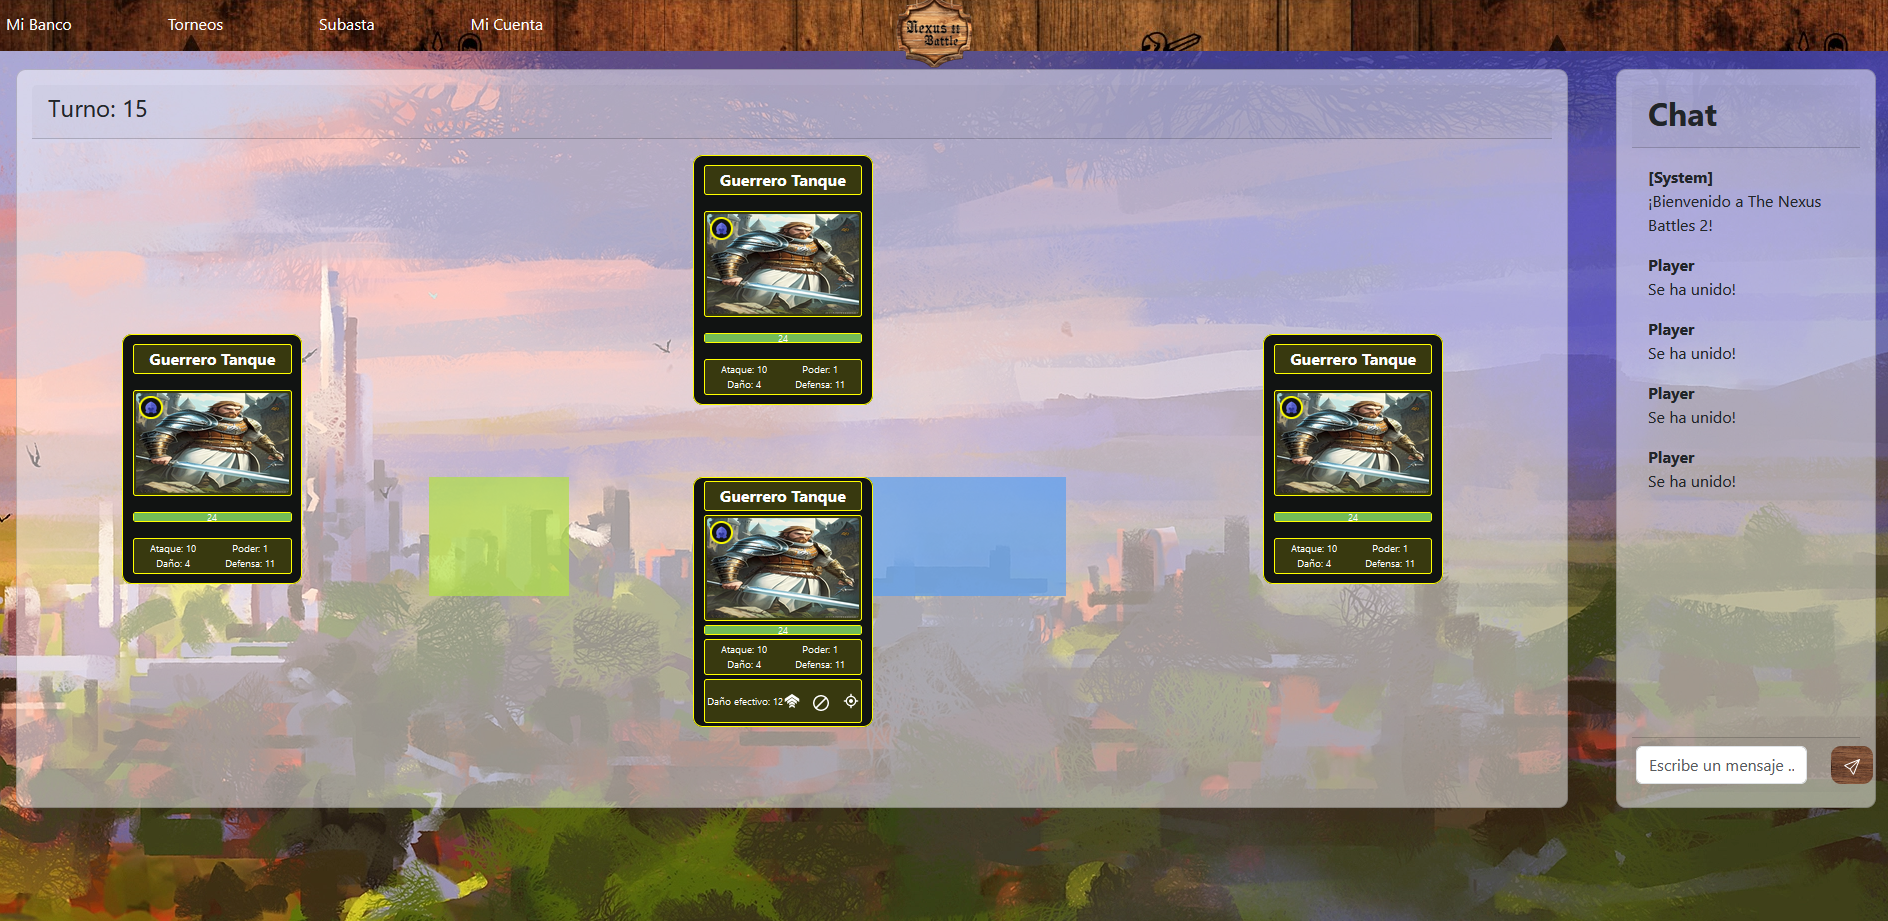 Mi Banco
Torneos
Subasta
Mi Cuenta
Nexus II
Battle
Turno: 15
Guerrero Tanque
24
Ataque: 10
Poder: 1
Daño: 4
Defensa: 11
Guerrero Tanque
24
Ataque: 10
Poder: 1
Daño: 4
Defensa: 11
Guerrero Tanque
24
Ataque: 10
Poder: 1
Daño: 4
Defensa: 11
Guerrero Tanque
24
Ataque: 10
Poder: 1
Daño: 4
Defensa: 11
Daño efectivo: 12
Chat
[System]
¡Bienvenido a The Nexus
Battles 2!
Player
Se ha unido!
Player
Se ha unido!
Player
Se ha unido!
Player
Se ha unido!
Escribe un mensaje ..